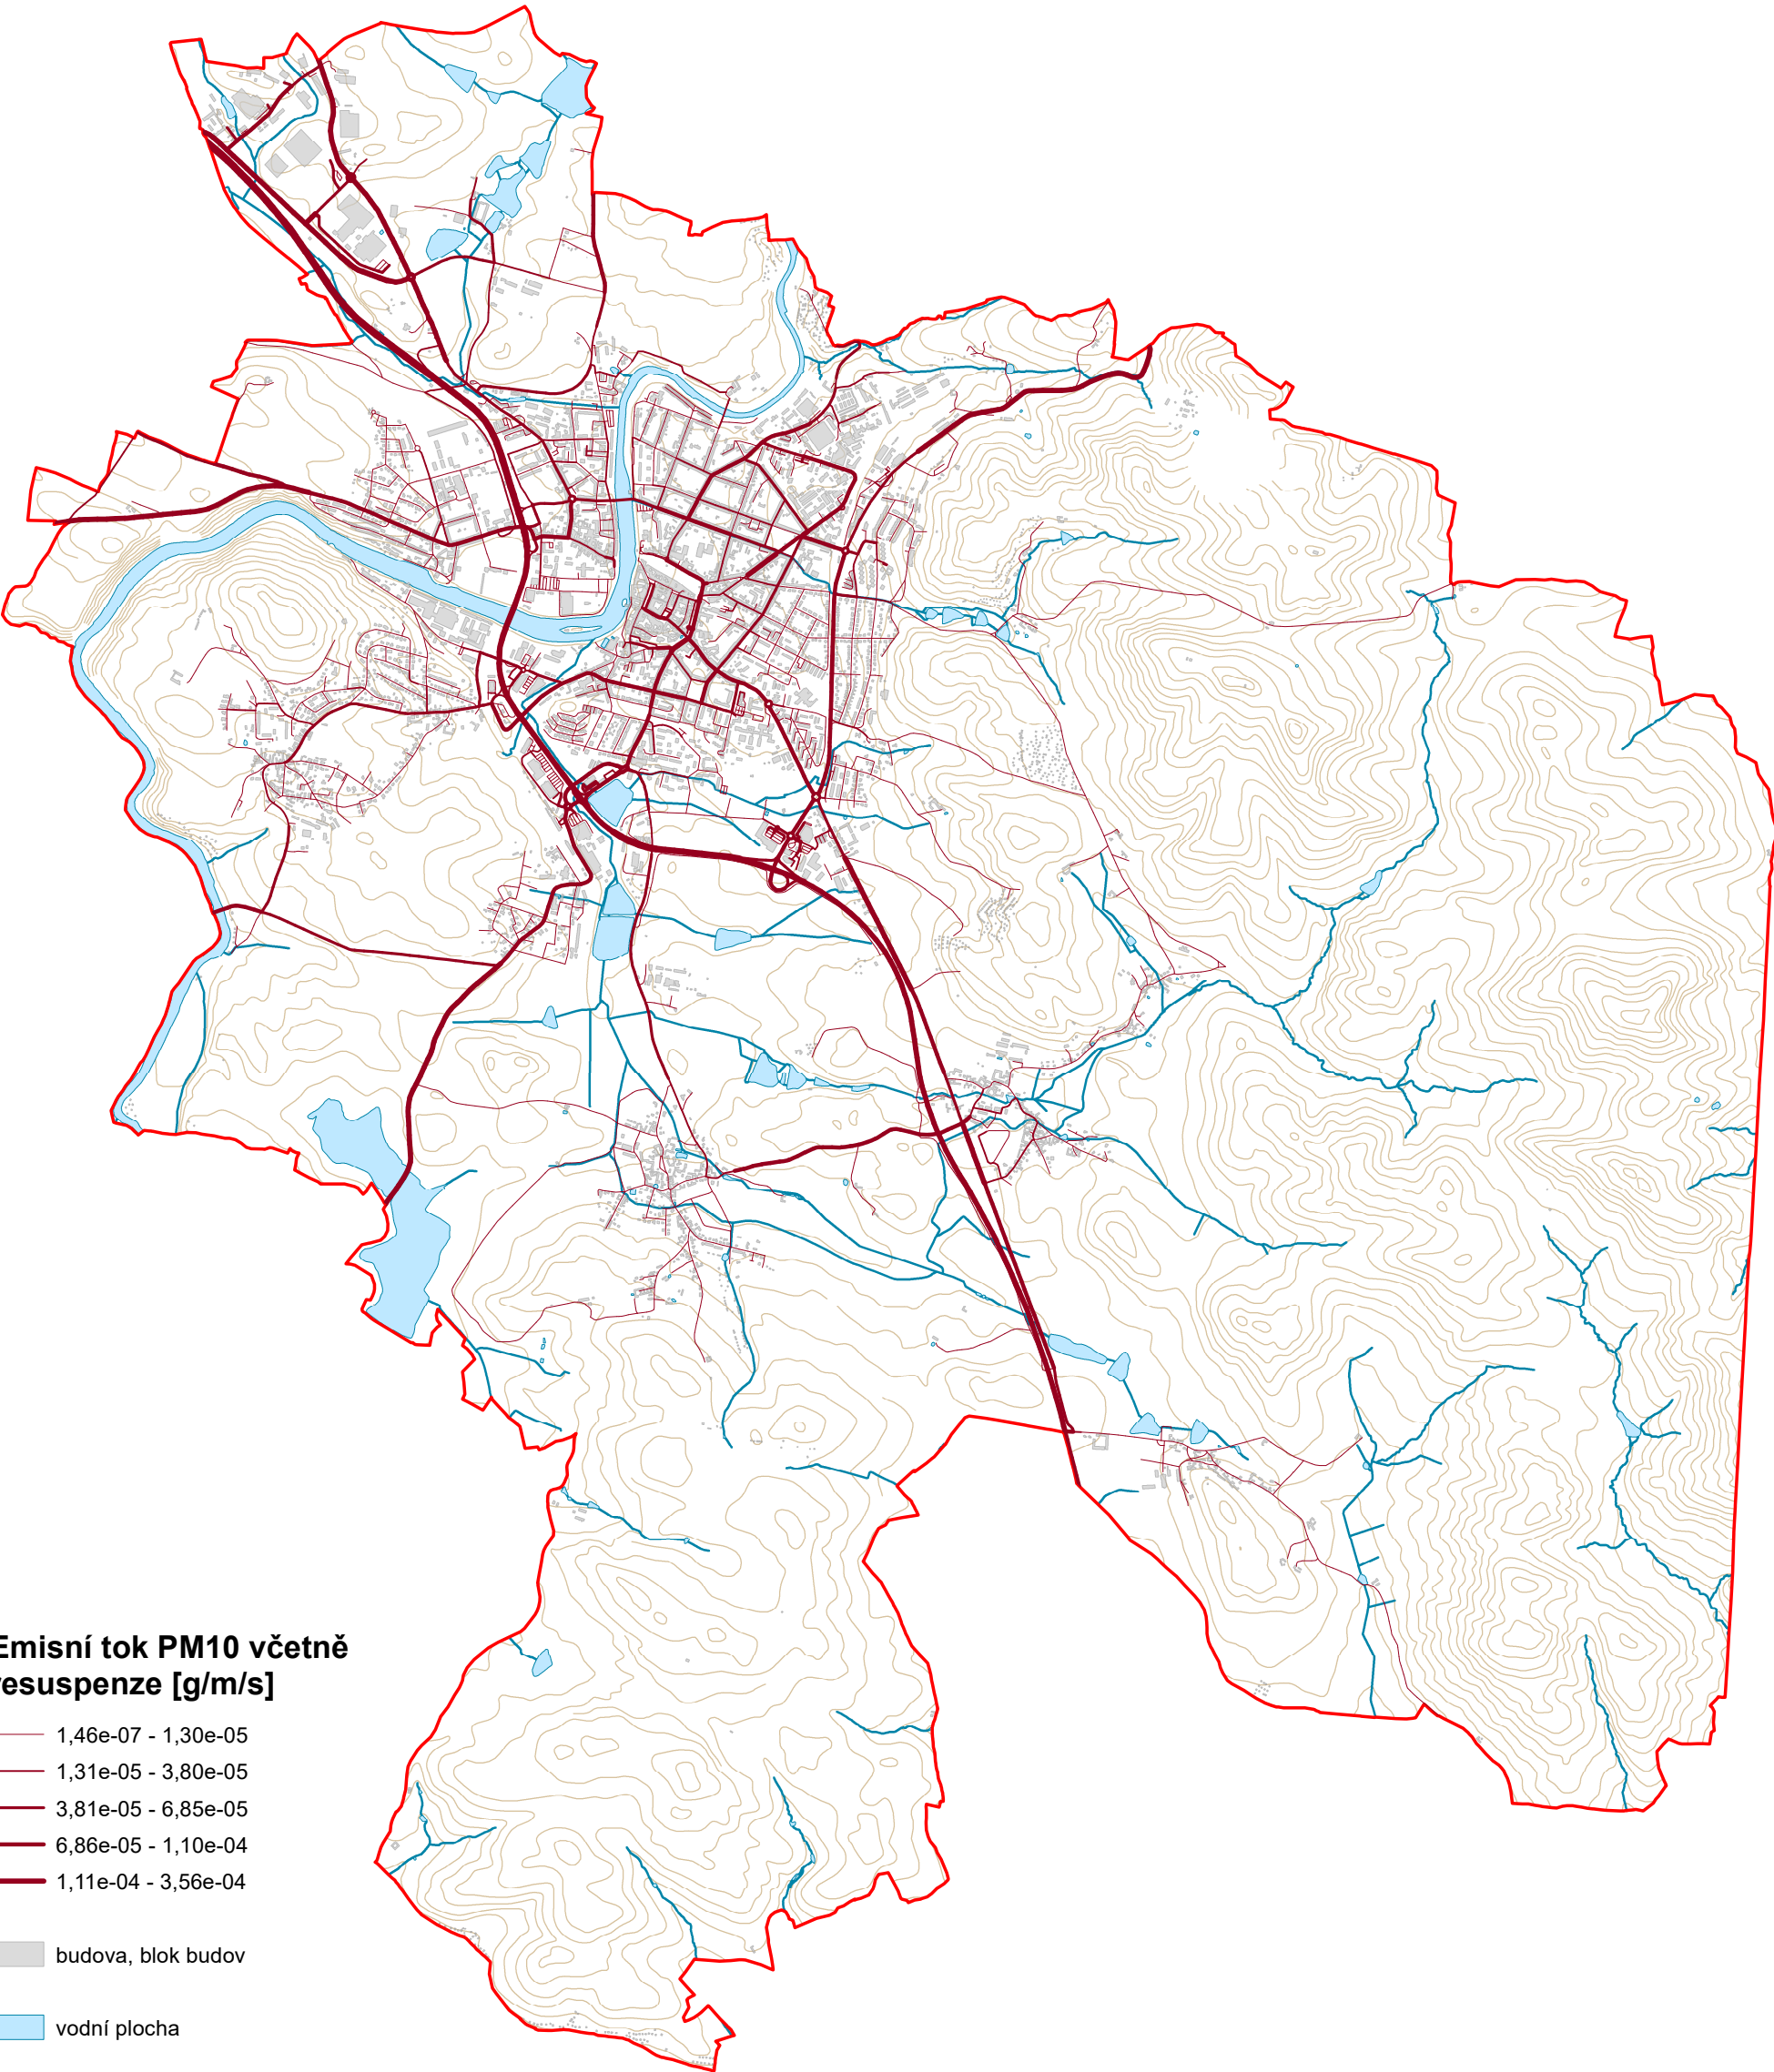 Emisní tok PM10 včetně
resuspenze [g/m/s]
1,46e-07 - 1,30e-05
1,31e-05 - 3,80e-05
3,81e-05 - 6,85e-05
6,86e-05 - 1,10e-04
1,11e-04 - 3,56e-04
budova, blok budov
vodní plocha